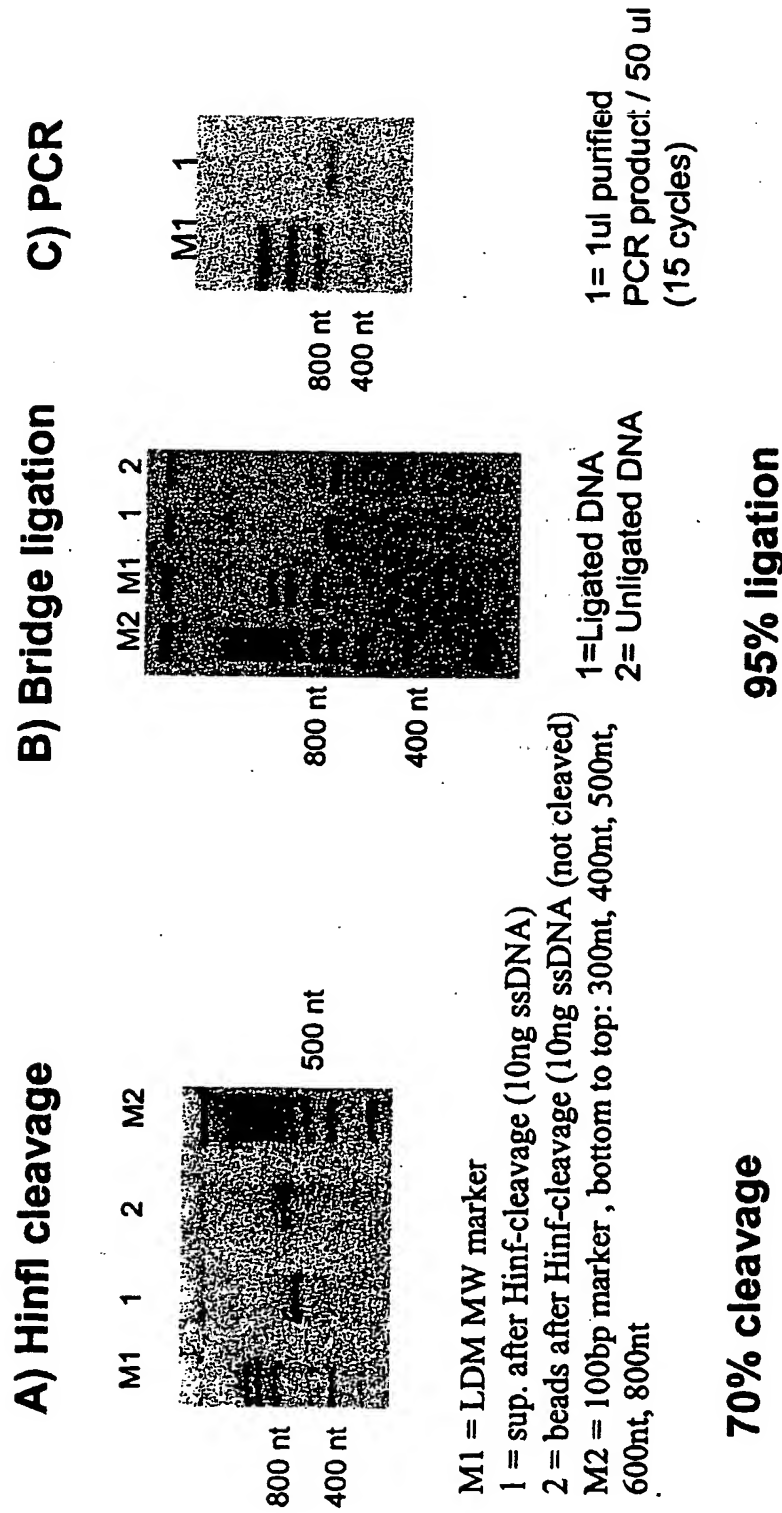 A) HinfI cleavage
M1 1 2 M2
800 nt
400 nt
500 nt
M1 = LDM MW marker
1 = sup. after Hinf-cleavage (10ng ssDNA)
2 = beads after Hinf-cleavage (10ng ssDNA (not cleaved)
M2 = 100bp marker , bottom to top: 300nt, 400nt, 500nt,
600nt, 800nt
70% cleavage
B) Bridge ligation
M2 M1 1 2
800 nt
400 nt
1=Ligated DNA
2= Unligated DNA
95% ligation
C) PCR
M1 1
800 nt
400 nt
1= 1ul purified
PCR product / 50 ul
(15 cycles)